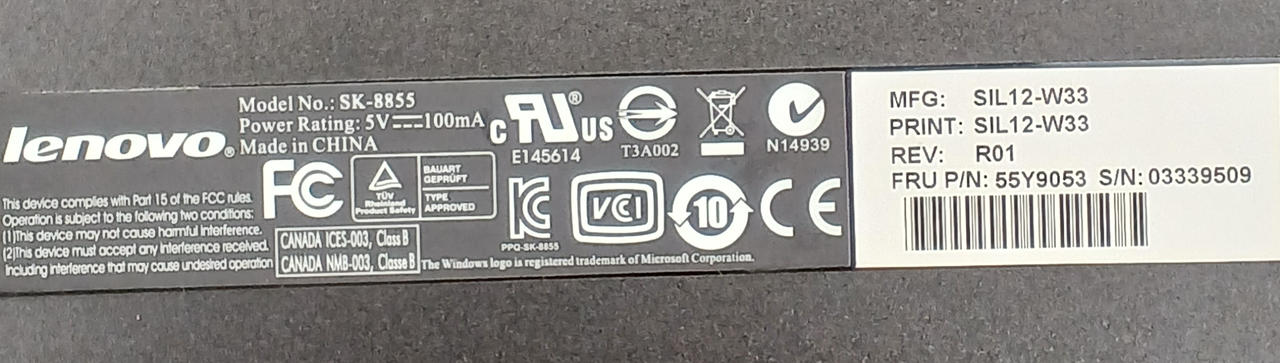 lenovo®
Model No.: SK-8855
Power Rating: 5V⎓100mA
Made in CHINA
This device complies with Part 15 of the FCC rules.
Operation is subject to the following two conditions:
(1)This device may not cause harmful interference.
(2)This device must accept any interference received.
Including interference that may cause undestred operation
FC
TÜV
Rheinland
Product Safety
BAUART
GEPRÜFT
TYPE
APPROVED
CANADA ICES-003, Class B
CANADA NMB-003, Classe B
c UR® US
E145614
T3A002
N14939
KC
PPQ-SK-8855
VCI
10
CE
The Windows logo is registered trademark of Microsoft Corporation.
MFG: SIL12-W33
PRINT: SIL12-W33
REV: R01
FRU P/N: 55Y9053 S/N: 03339509